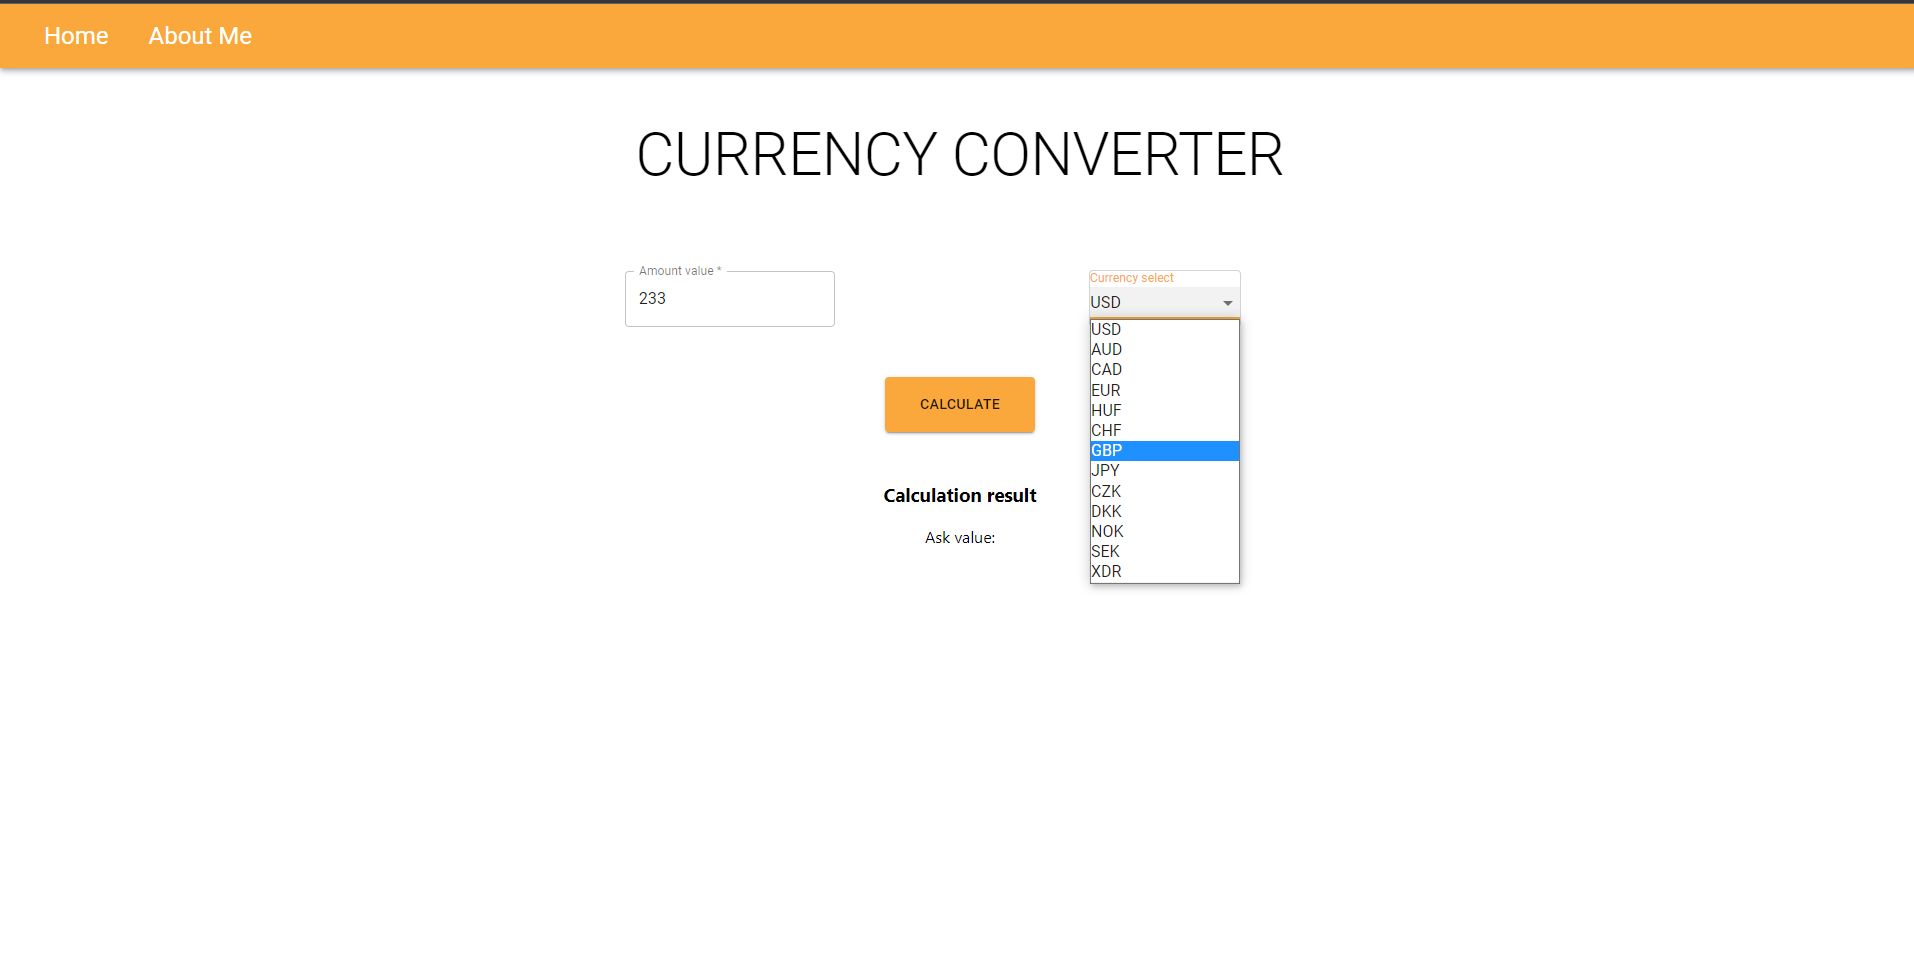 Home About Me
CURRENCY CONVERTER
Amount value *
233
Currency select
USD
USD
AUD
CAD
EUR
HUF
CHF
GBP
JPY
CZK
DKK
NOK
SEK
XDR
CALCULATE
Calculation result
Ask value: